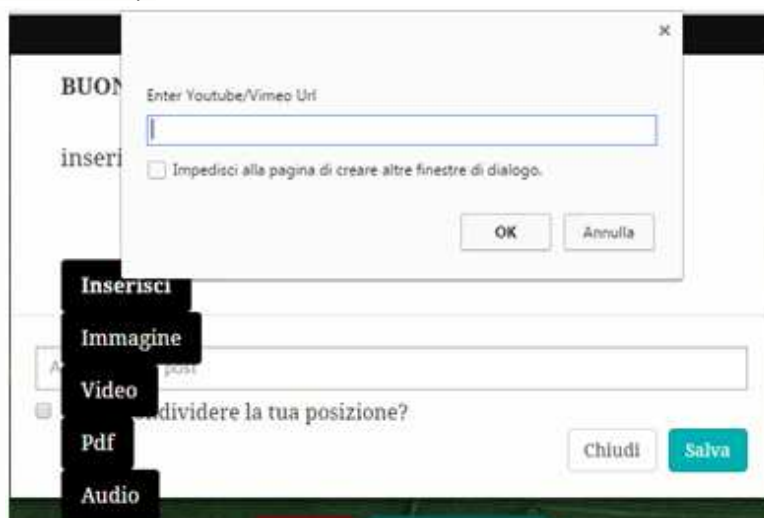 BUON
Enter Youtube/Vimeo Url
inseri
Impedisci alla pagina di creare altre finestre di dialogo.
OK Annulla
Inserisci
Immagine
post
Video
dividere la tua posizione?
Pdf
Chiudi Salva
Audio